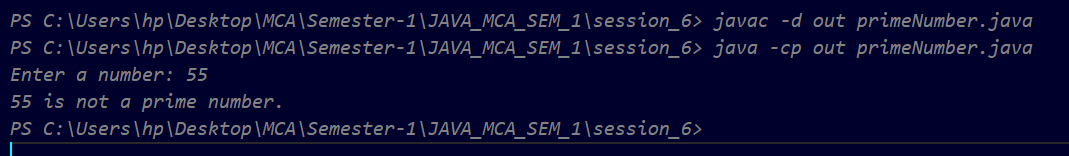 PS C:\Users\hp\Desktop\MCA\Semester-1\JAVA_MCA_SEM_1\session_6> javac -d out primeNumber.java
PS C:\Users\hp\Desktop\MCA\Semester-1\JAVA_MCA_SEM_1\session_6> java -cp out primeNumber.java
Enter a number: 55
55 is not a prime number.
PS C:\Users\hp\Desktop\MCA\Semester-1\JAVA_MCA_SEM_1\session_6>